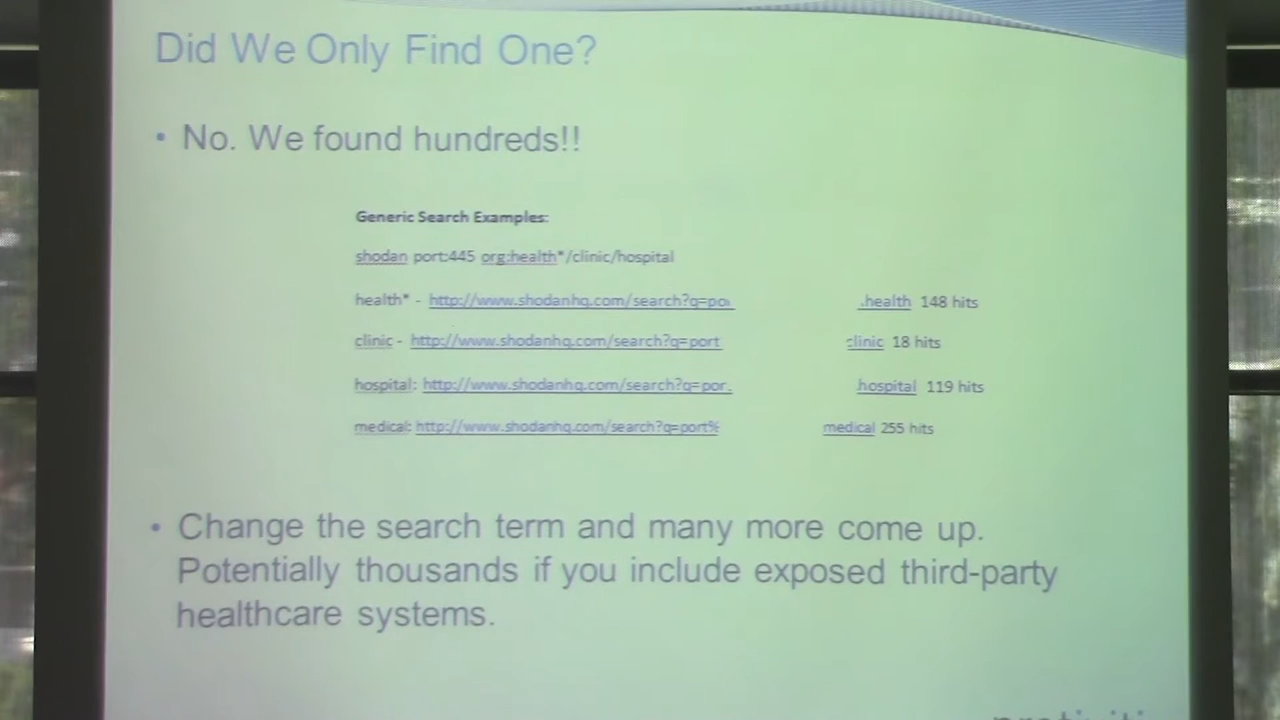 Did We Only Find One?
• No. We found hundreds!!
Generic Search Examples:
shodan port:445 org:health*/clinic/hospital
health* - http://www.shodanhq.com/search?q=po .health 148 hits
clinic - http://www.shodanhq.com/search?q=port clinic 18 hits
hospital: http://www.shodanhq.com/search?q=por. hospital 119 hits
medical: http://www.shodanhq.com/search?q=port% medical 255 hits
• Change the search term and many more come up.
Potentially thousands if you include exposed third-party
healthcare systems.